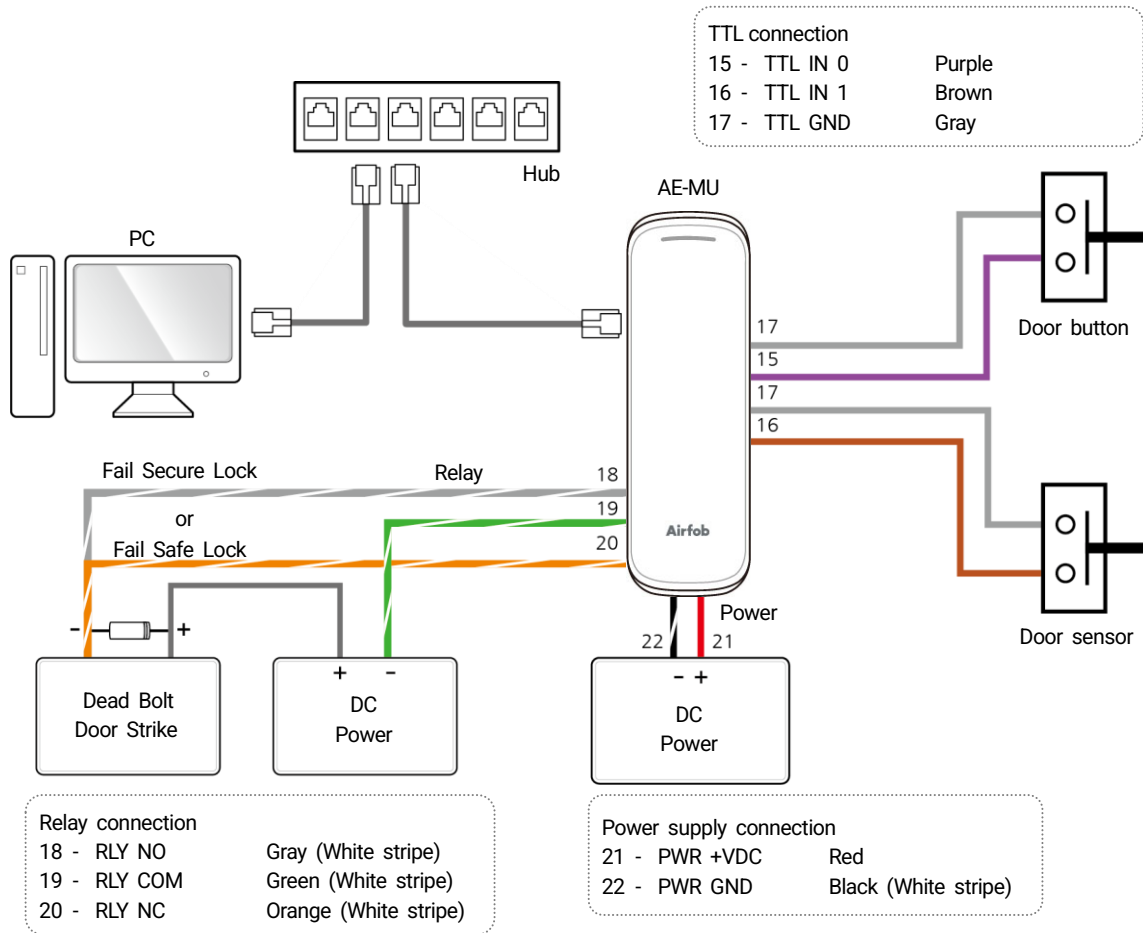 TTL connection
15 - TTL IN 0 Purple
16 - TTL IN 1 Brown
17 - TTL GND Gray
Hub
AE-MU
PC
Door button
17
15
17
16
Fail Secure Lock
Relay
18
or
19
Fail Safe Lock
20
Airfob
Power
22
21
Door sensor
- +
+ -
- +
Dead Bolt
Door Strike
DC
Power
DC
Power
Relay connection
18 - RLY NO Gray (White stripe)
19 - RLY COM Green (White stripe)
20 - RLY NC Orange (White stripe)
Power supply connection
21 - PWR +VDC Red
22 - PWR GND Black (White stripe)